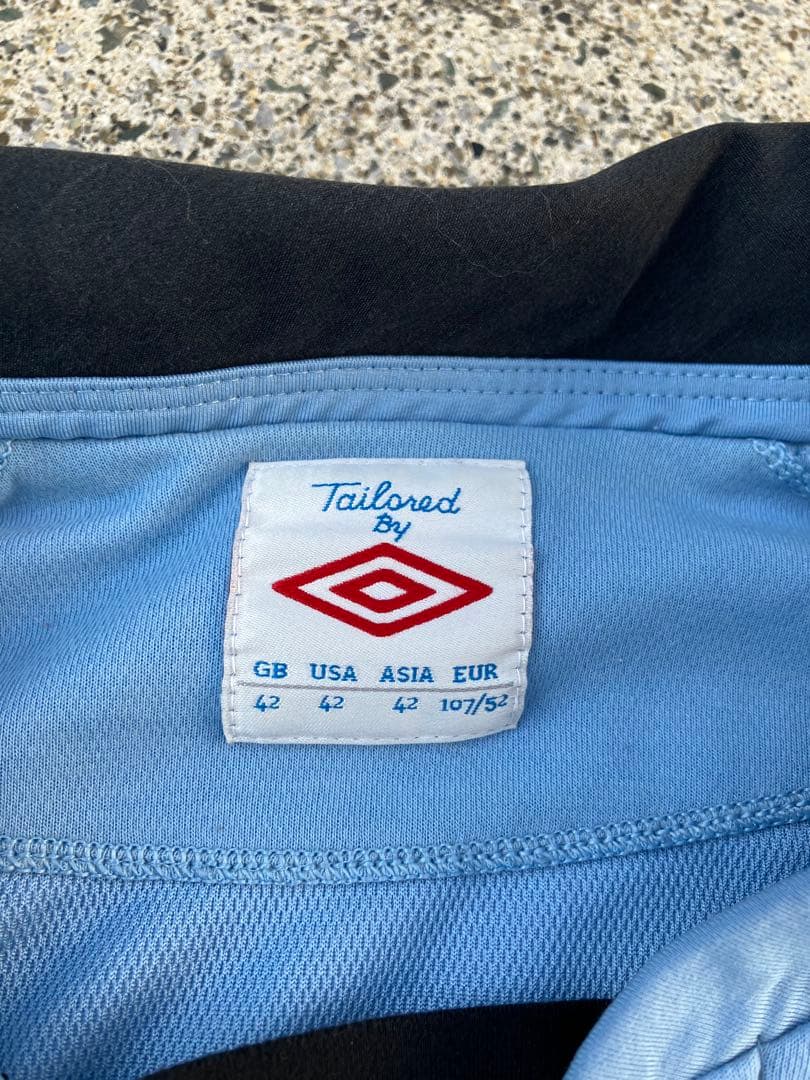 Tailored
By
GB USA ASIA EUR
42 42 42 107/52